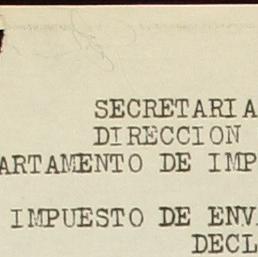 SECRETARIA
DIRECCION
ARTAMENTO DE IMP
IMPUESTO DE ENV
DECL